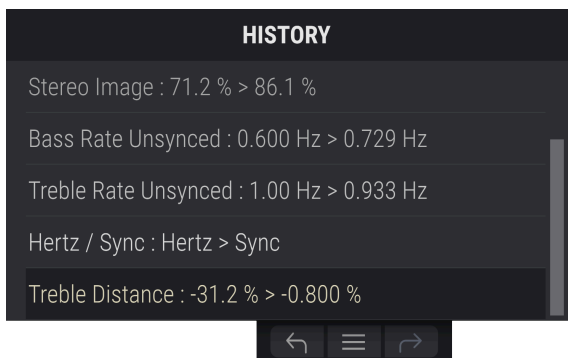 HISTORY
Stereo Image : 71.2 % > 86.1 %
Bass Rate Unsynced : 0.600 Hz > 0.729 Hz
Treble Rate Unsynced : 1.00 Hz > 0.933 Hz
Hertz / Sync : Hertz > Sync
Treble Distance : -31.2 % > -0.800 %